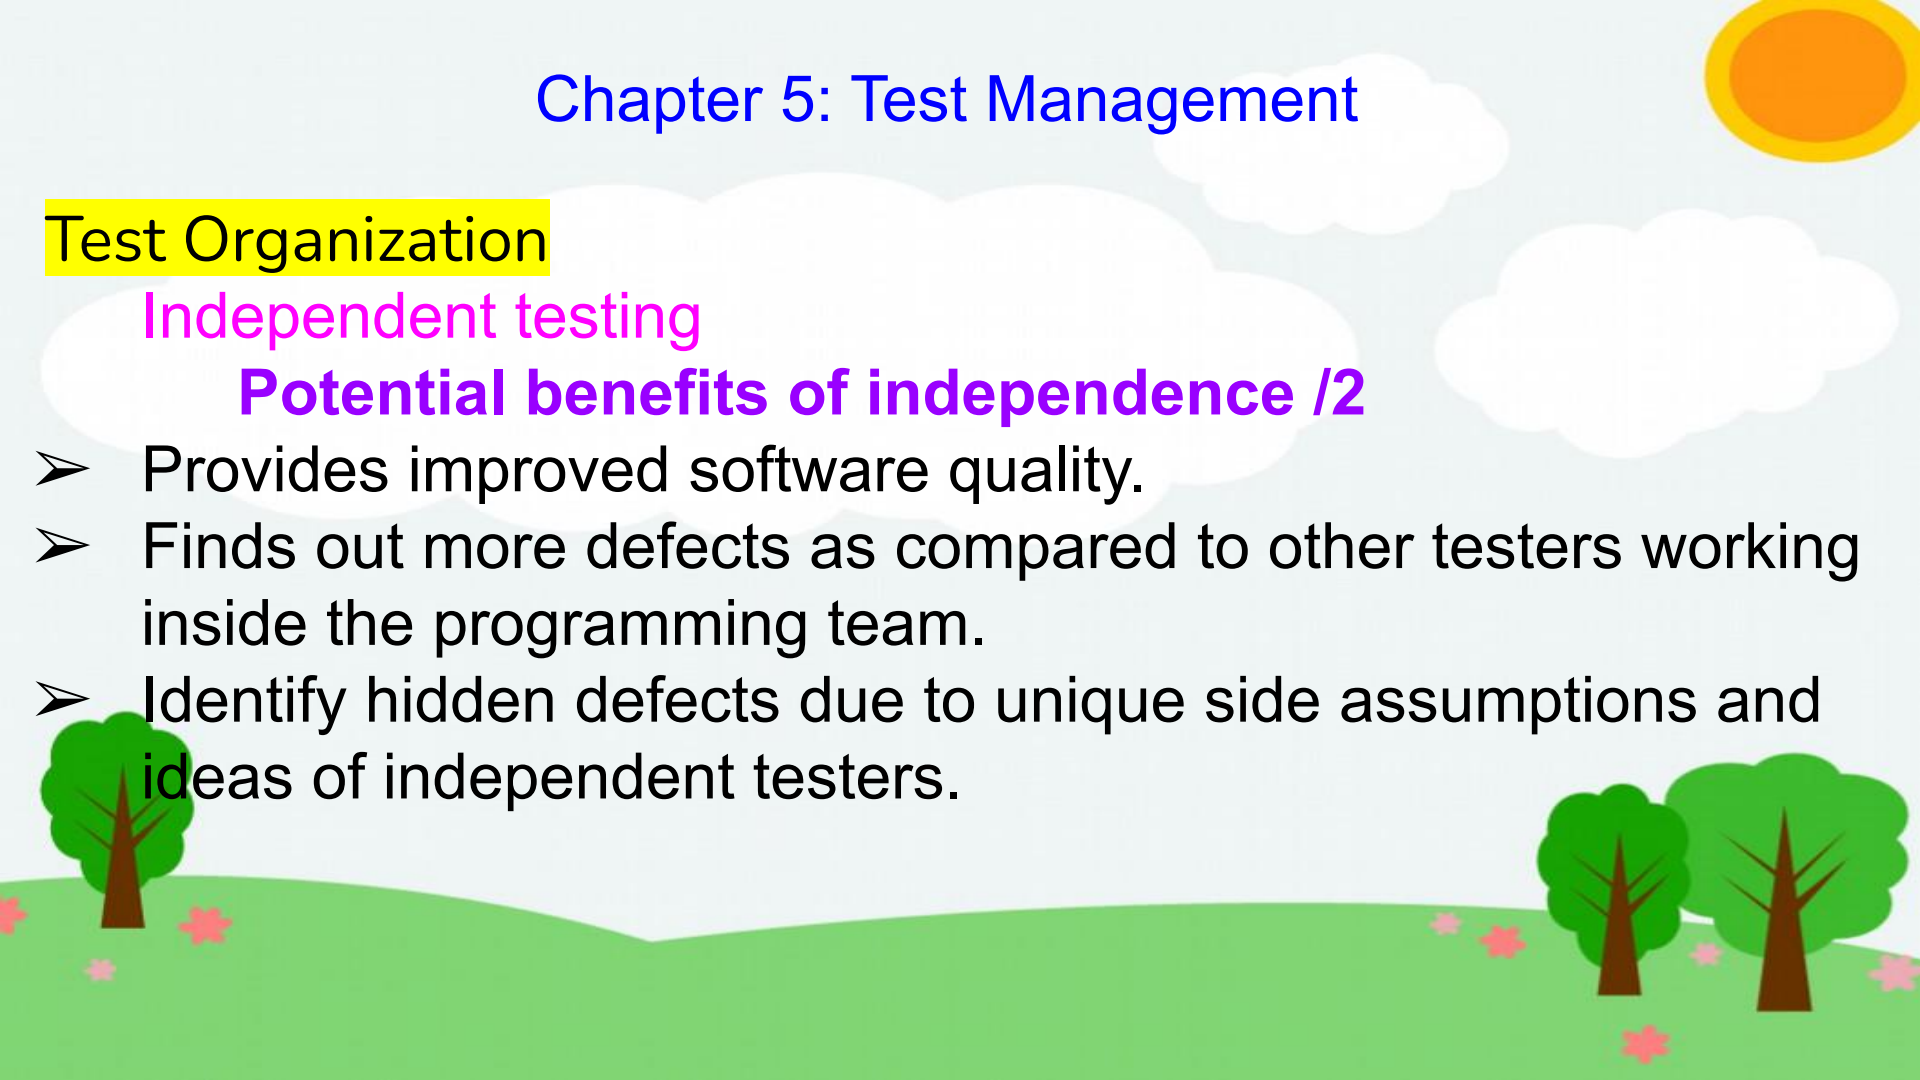 Chapter 5: Test Management
Test Organization
Independent testing
Potential benefits of independence /2
➢ Provides improved software quality.
➢ Finds out more defects as compared to other testers working
inside the programming team.
➢ Identify hidden defects due to unique side assumptions and
ideas of independent testers.